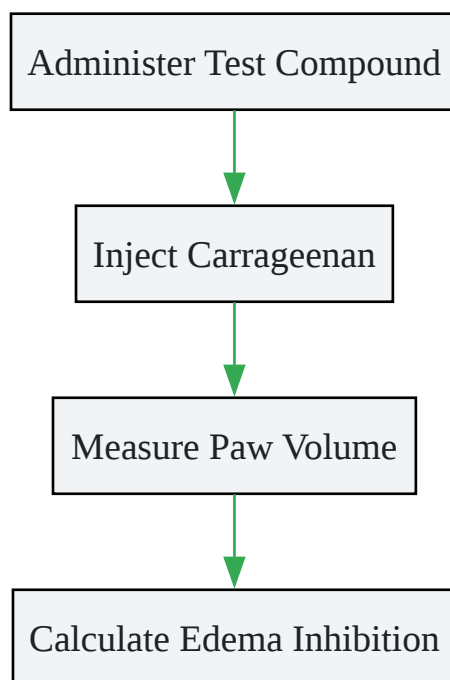 Administer Test Compound
Inject Carrageenan
Measure Paw Volume
Calculate Edema Inhibition